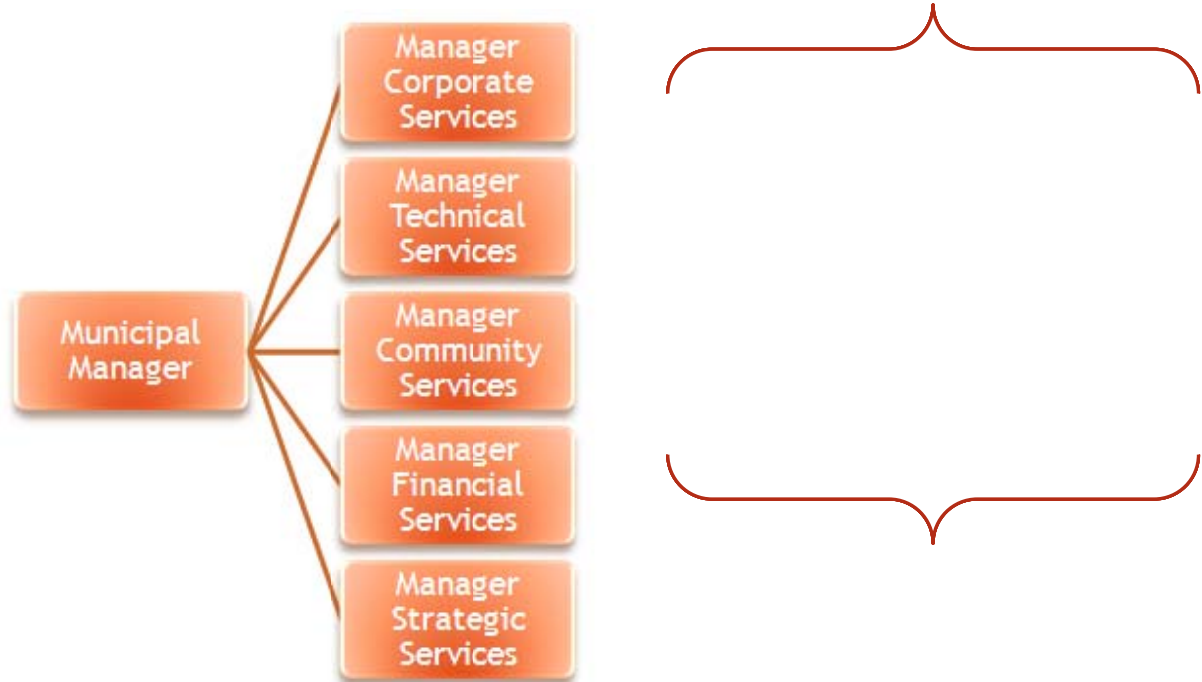 Manager
Corporate
Services
Manager
Technical
Services
Municipal
Manager
Manager
Community
Services
Manager
Financial
Services
Manager
Strategic
Services